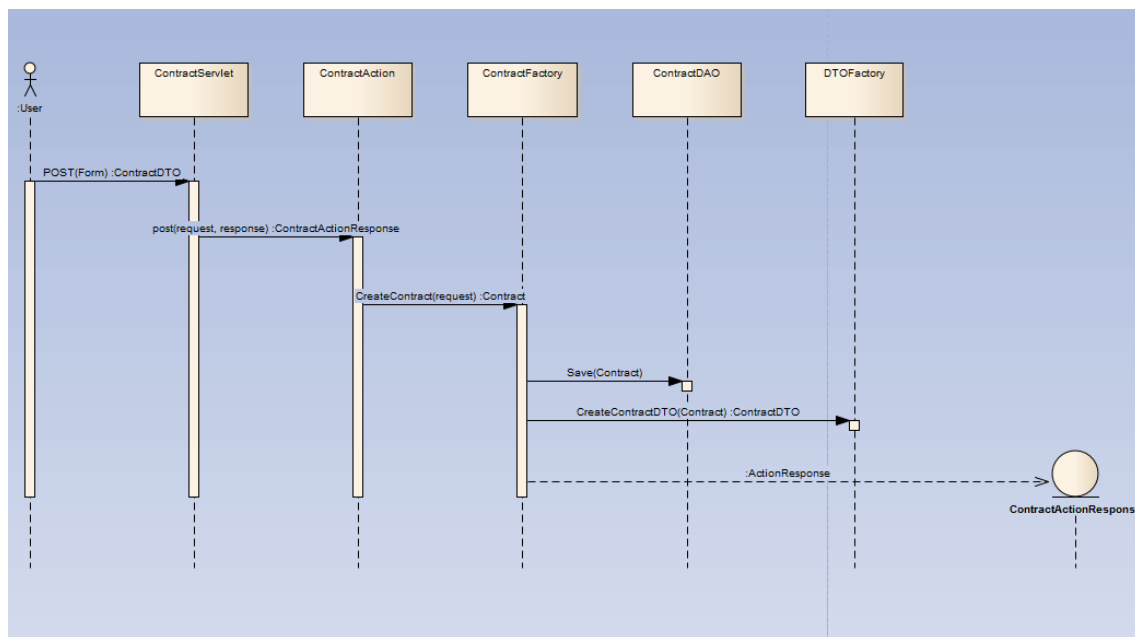 ContractServlet
ContractAction
ContractFactory
ContractDAO
DTOFactory
:User
POST(Form) :ContractDTO
post(request, response) :ContractActionResponse
CreateContract(request) :Contract
Save(Contract)
CreateContractDTO(Contract) :ContractDTO
:ActionResponse
ContractActionRespons